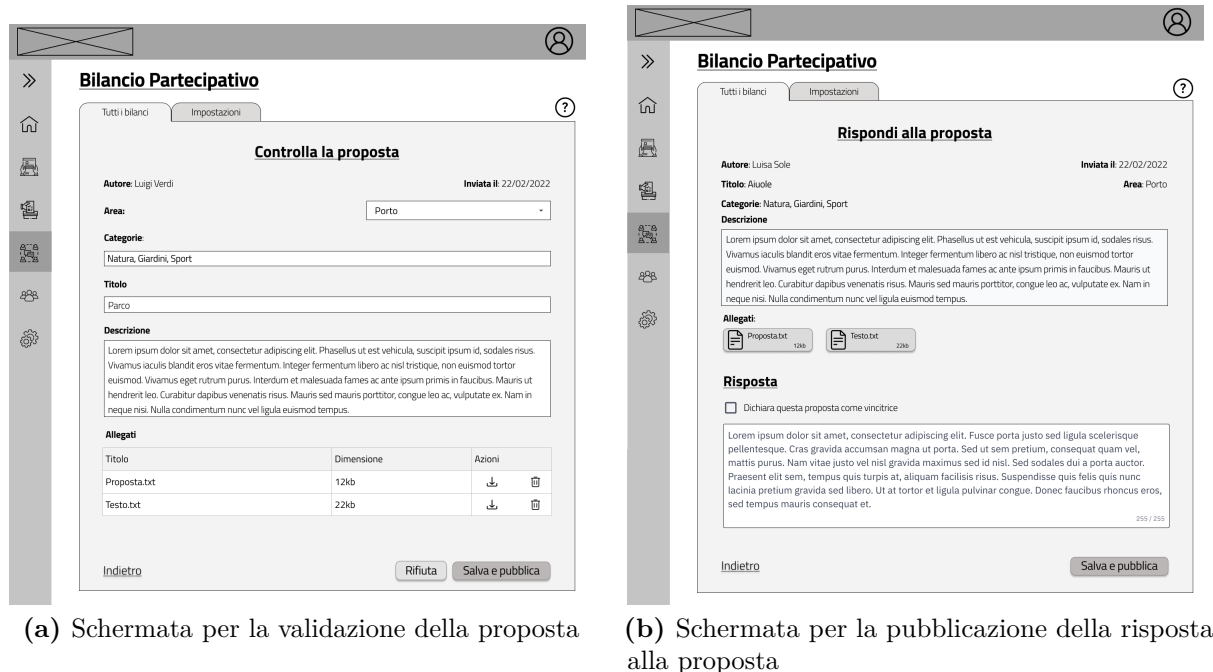 Bilancio Partecipativo
Tutti i bilanci
Impostazioni
?
Controlla la proposta
Autore: Luigi Verdi
Inviata il: 22/02/2022
Area:
Porto
Categorie:
Natura, Giardini, Sport
Titolo
Parco
Descrizione
Lorem ipsum dolor sit amet, consectetur adipiscing elit. Phasellus ut est vehicula, suscipit ipsum id, sodales risus.
Vivamus iaculis blandit eros vitae fermentum. Integer fermentum libero ac nisl tristique, non euismod tortor
euismod. Vivamus eget rutrum purus. Interdum et malesuada fames ac ante ipsum primis in faucibus. Mauris ut
hendrerit leo. Curabitur dapibus venenatis risus. Mauris sed mauris porttitor, congue leo ac, vulputate ex. Nam in
neque nisi. Nulla condimentum nunc vel ligula euismod tempus.
Allegati
Titolo Dimensione Azioni
Proposta.txt 12kb
Testo.txt 22kb
Indietro
Rifiuta
Salva e pubblica
(a) Schermata per la validazione della proposta
Bilancio Partecipativo
Tutti i bilanci
Impostazioni
?
Rispondi alla proposta
Autore: Luisa Sole
Inviata il: 22/02/2022
Titolo: Aiuole
Area: Porto
Categorie: Natura, Giardini, Sport
Descrizione
Lorem ipsum dolor sit amet, consectetur adipiscing elit. Phasellus ut est vehicula, suscipit ipsum id, sodales risus.
Vivamus iaculis blandit eros vitae fermentum. Integer fermentum libero ac nisl tristique, non euismod tortor
euismod. Vivamus eget rutrum purus. Interdum et malesuada fames ac ante ipsum primis in faucibus. Mauris ut
hendrerit leo. Curabitur dapibus venenatis risus. Mauris sed mauris porttitor, congue leo ac, vulputate ex. Nam in
neque nisi. Nulla condimentum nunc vel ligula euismod tempus.
Allegati:
Proposta.txt
12kb
Testo.txt
22kb
Risposta
Dichiara questa proposta come vincitrice
Lorem ipsum dolor sit amet, consectetur adipiscing elit. Fusce porta justo sed ligula scelerisque
pellentesque. Cras gravida accumsan magna ut porta. Sed ut sem pretium, consequat quam vel,
mattis purus. Nam vitae justo vel nisl gravida maximus sed id nisl. Sed sodales dui a porta auctor.
Praesent elit sem, tempus quis turpis at, aliquam facilisis risus. Suspendisse quis felis quis nunc
lacinia pretium gravida sed libero. Ut at tortor et ligula pulvinar congue. Donec faucibus rhoncus eros,
sed tempus mauris consequat et.
255 / 255
Indietro
Salva e pubblica
(b) Schermata per la pubblicazione della risposta
alla proposta